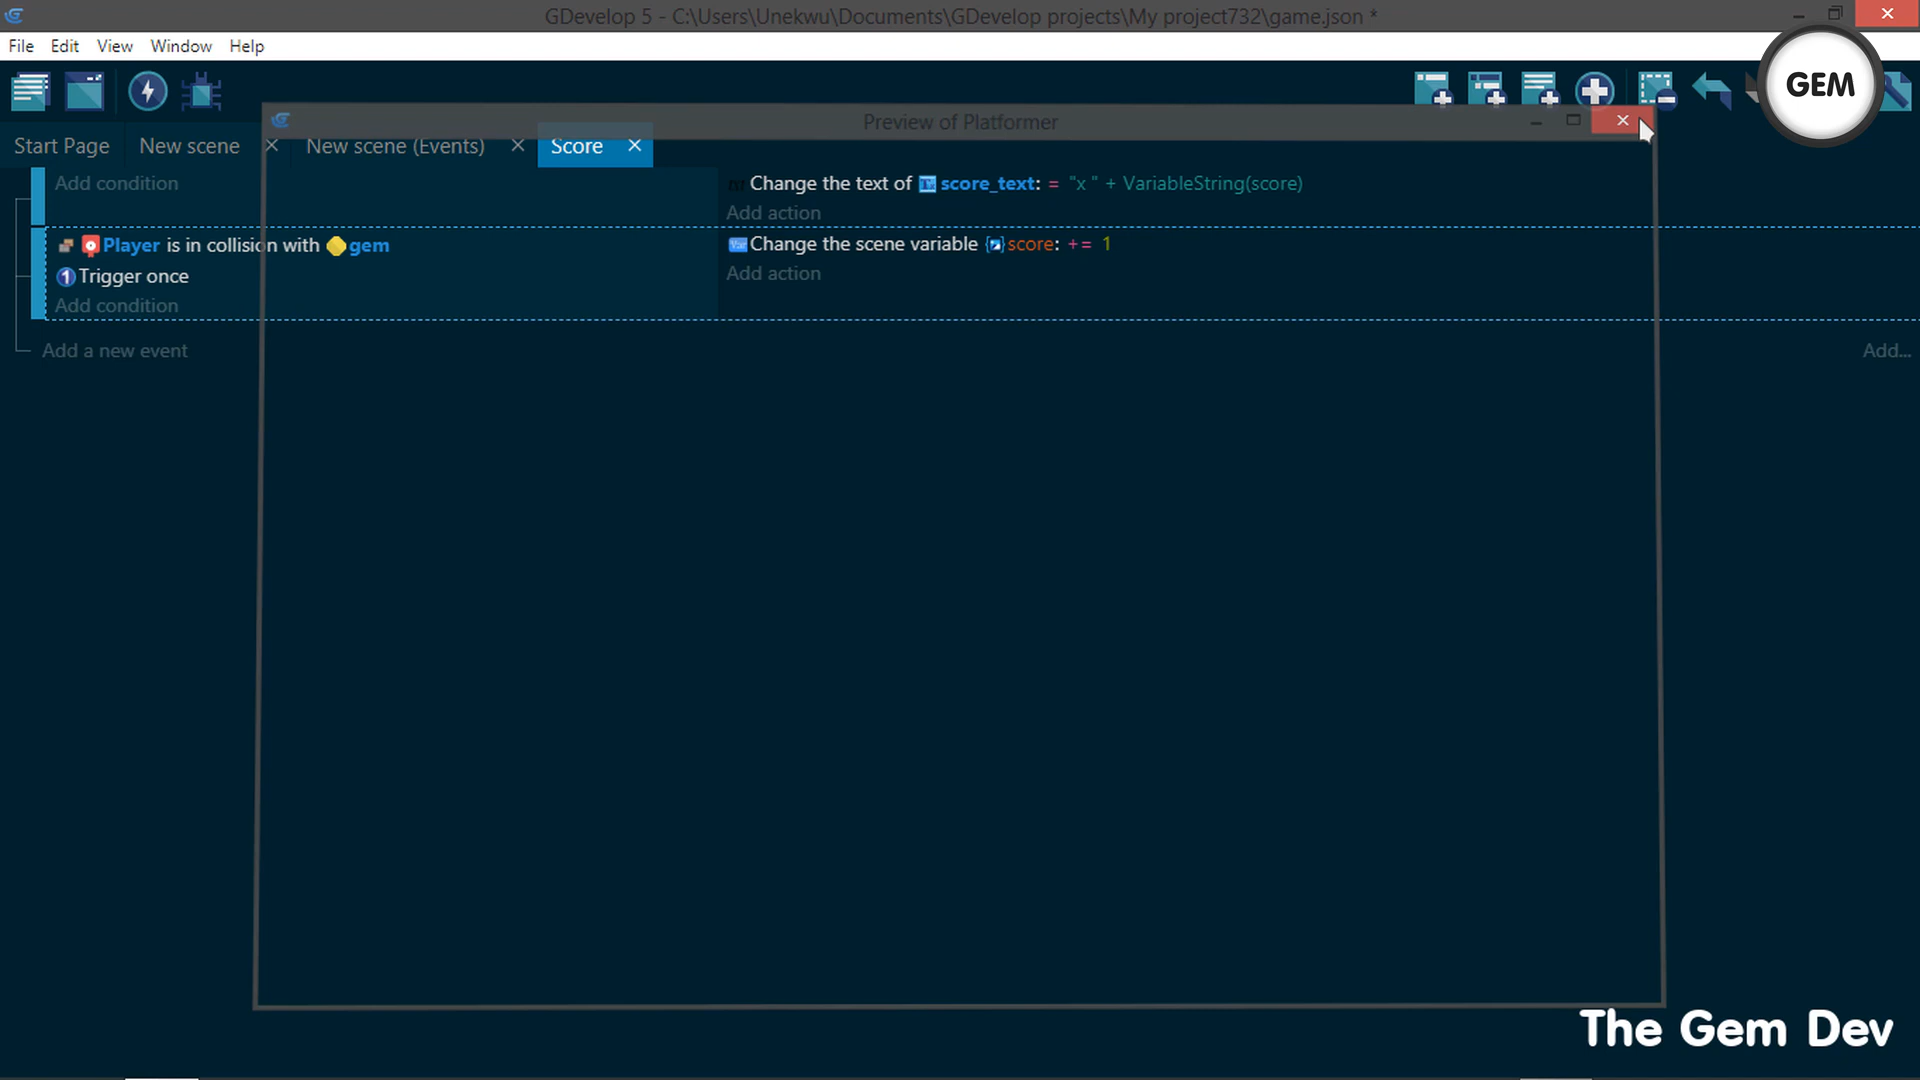 GDevelop 5 - C:\Users\Unekwu\Documents\GDevelop projects\My project732\game.json *
File Edit View Window Help
GEM
Preview of Platformer
Start Page New scene New scene (Events) Score
Add condition
Change the text of score_text: = "x " + VariableString(score)
Add action
Player is in collision with gem
Change the scene variable score: += 1
Trigger once
Add action
Add condition
Add a new event
Add...
The Gem Dev